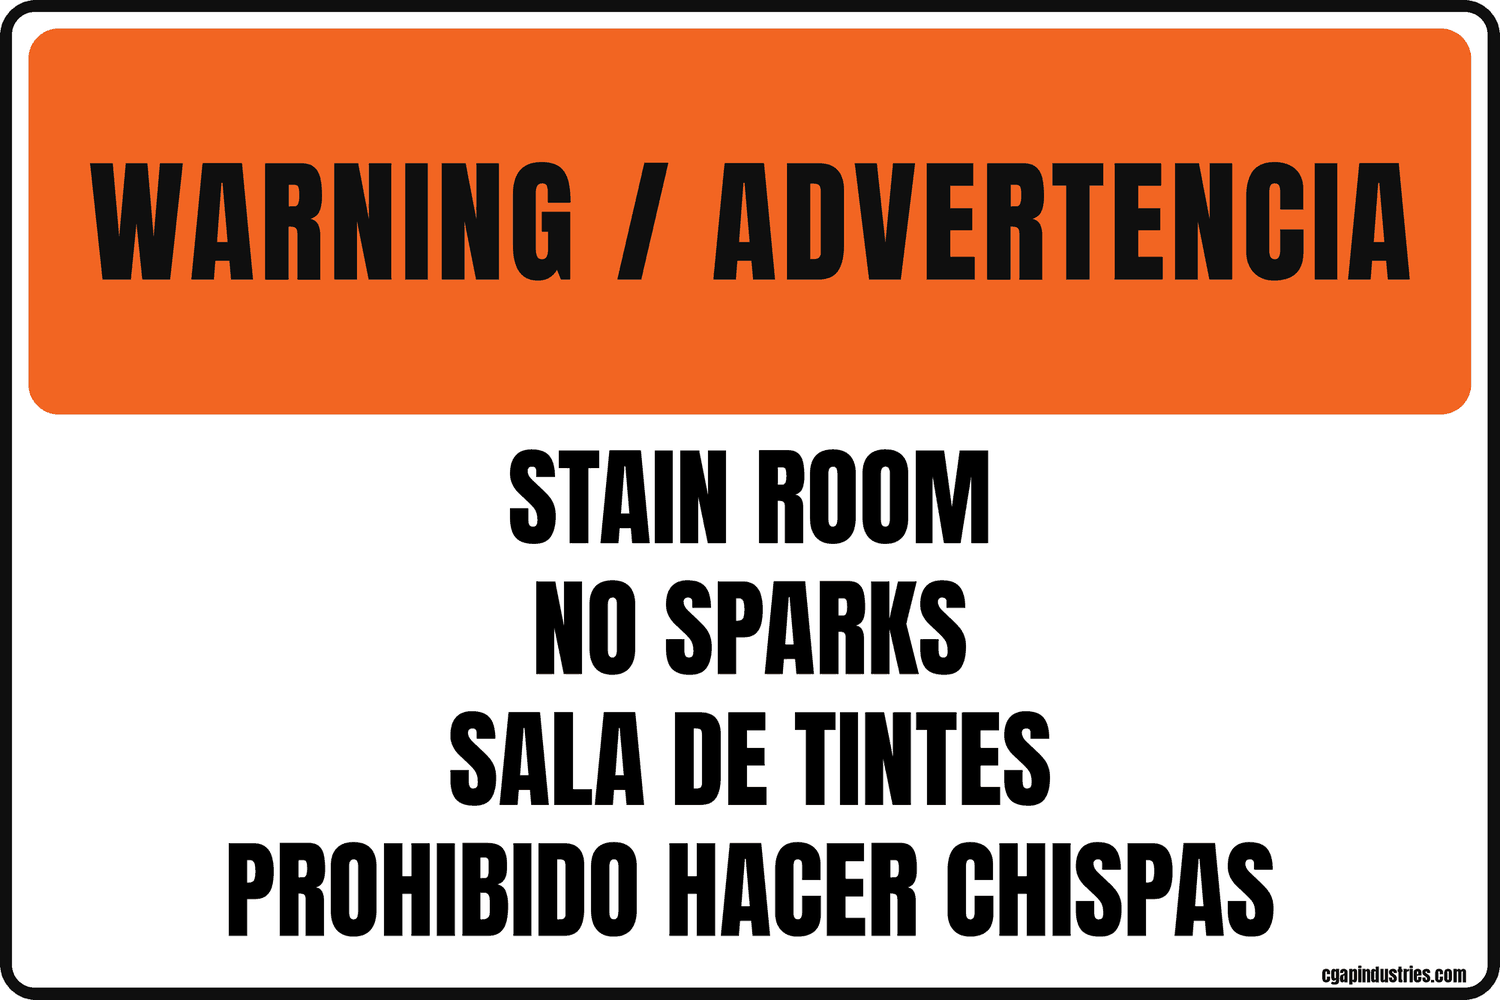 WARNING / ADVERTENCIA
STAIN ROOM
NO SPARKS
SALA DE TINTES
PROHIBIDO HACER CHISPAS
cgapindustries.com